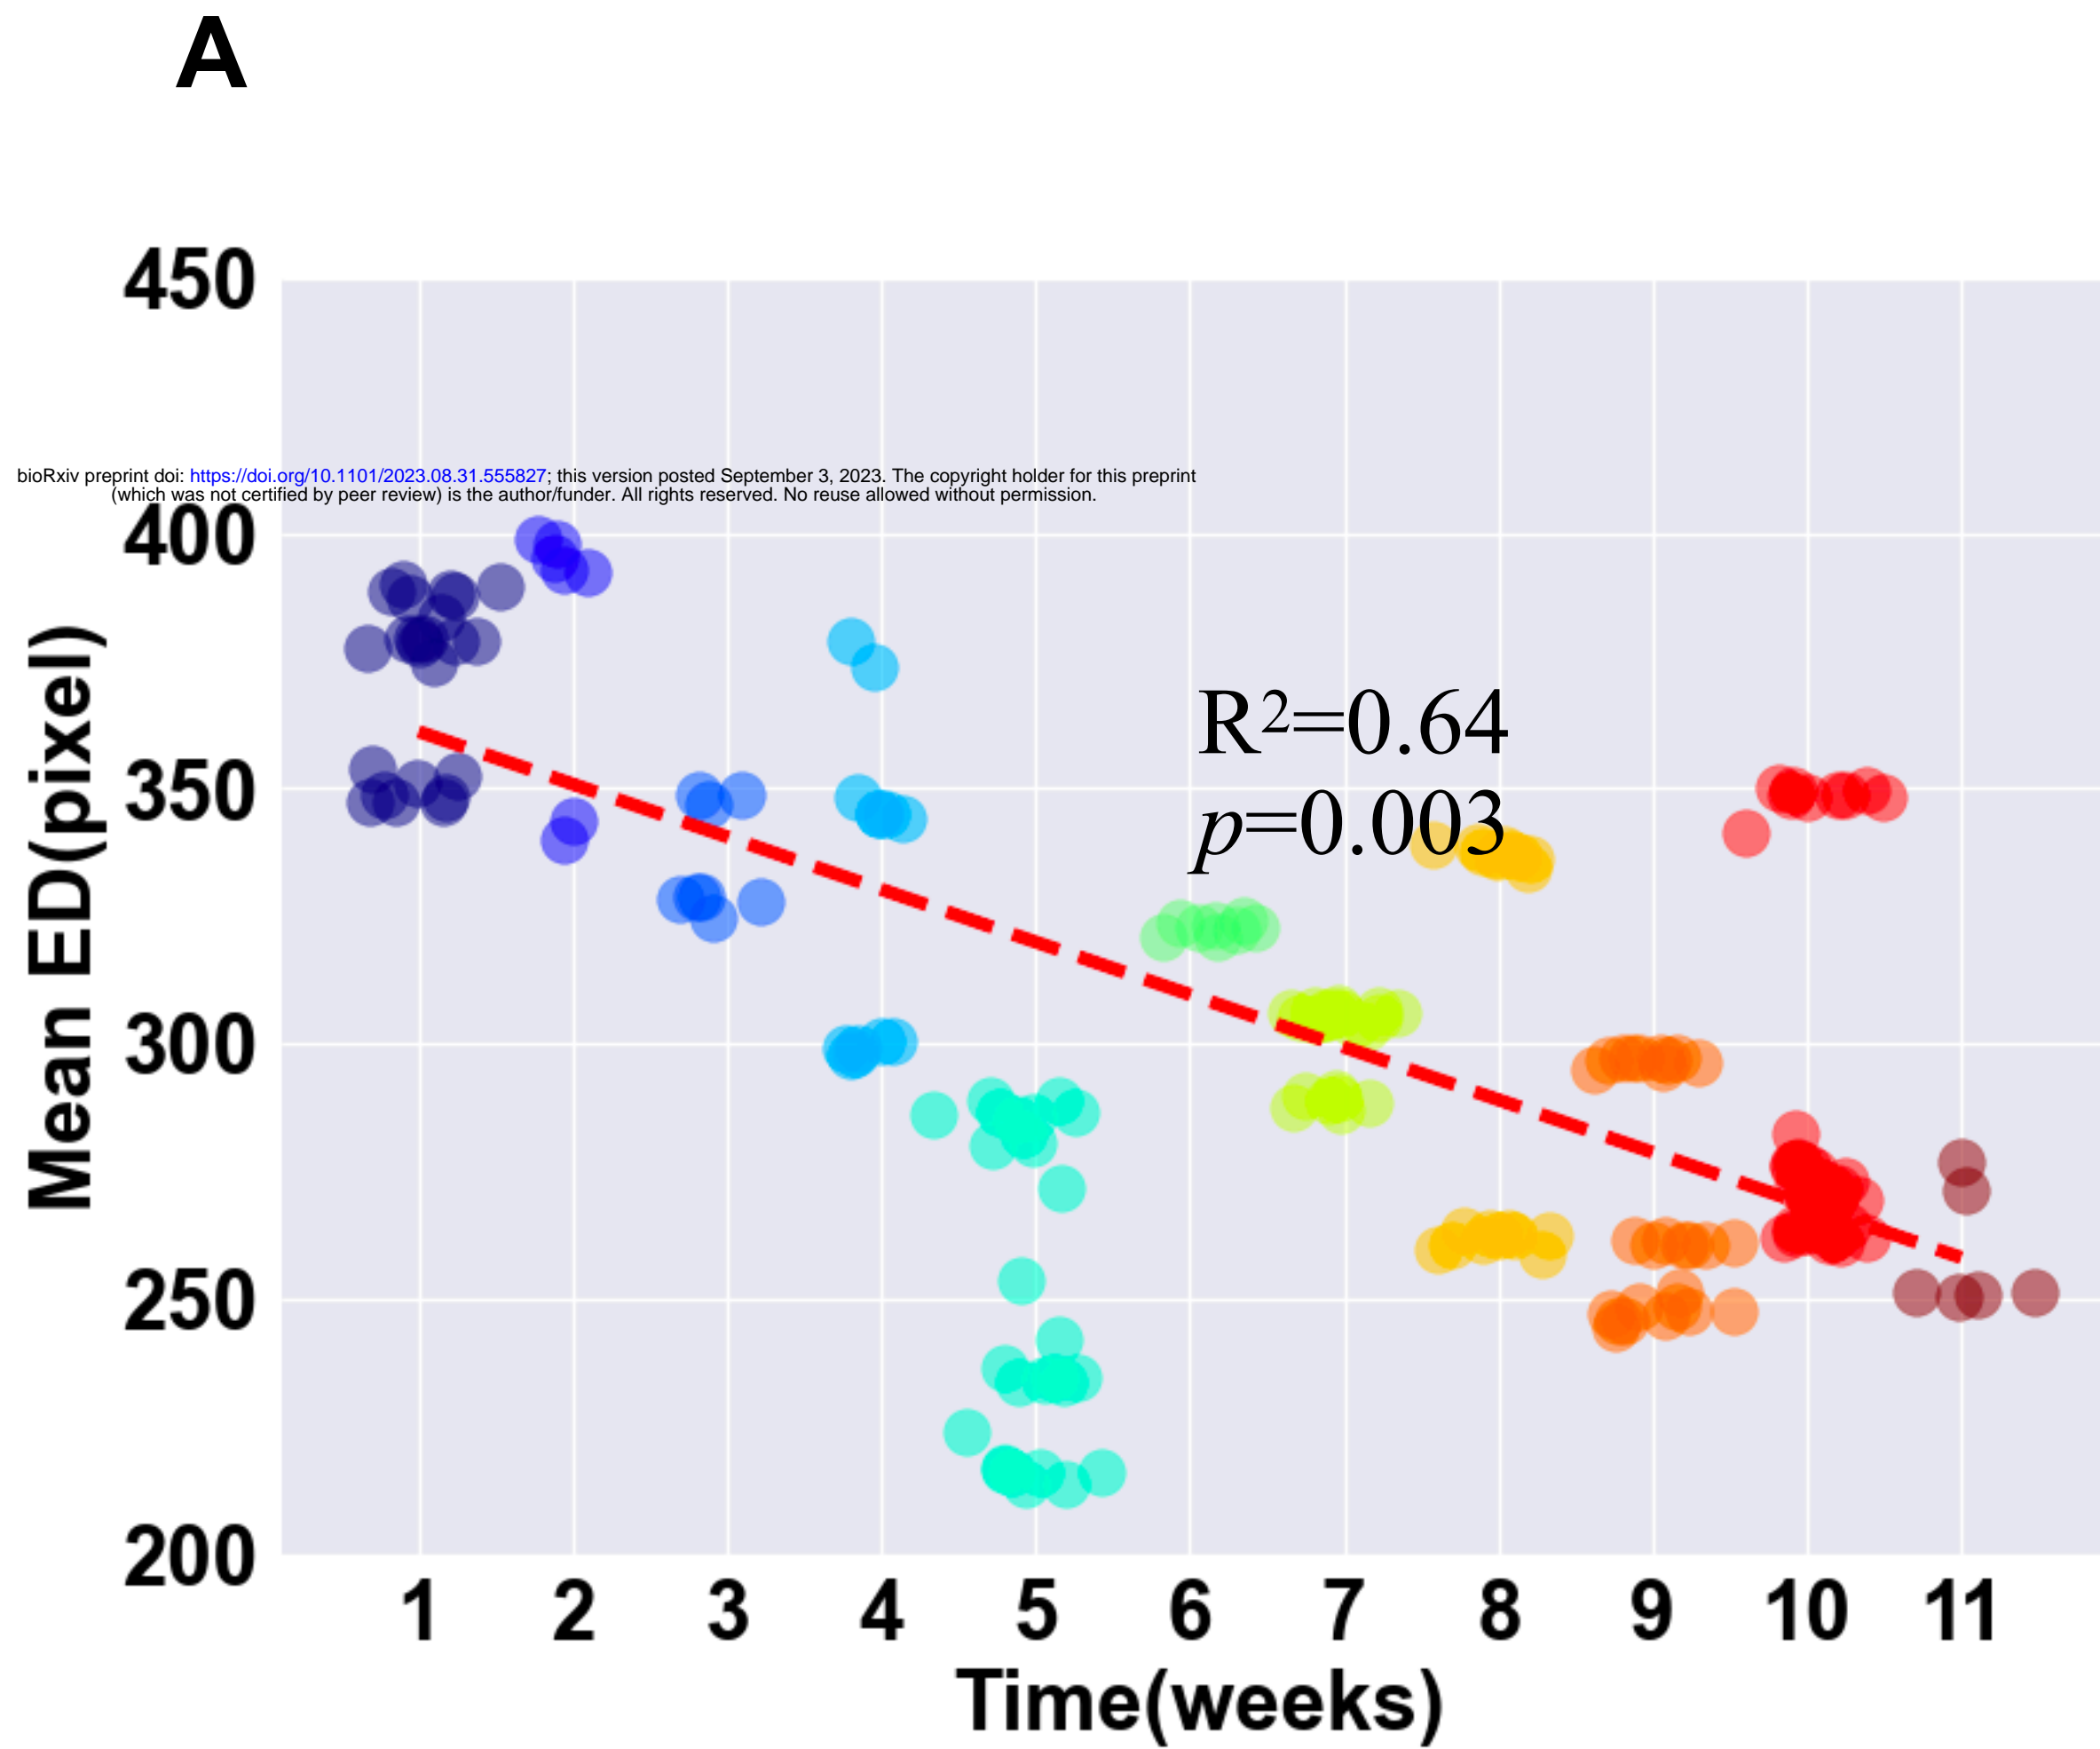 A
450
bioRxiv preprint doi: https://doi.org/10.1101/2023.08.31.555827; this version posted September 3, 2023. The copyright holder for this preprint
(which was not certified by peer review) is the author/funder. All rights reserved. No reuse allowed without permission.
400
R²=0.64
350
p=0.003
Mean ED(pixel)
300
250
200
1 2 3 4 5 6 7 8 9 10 11
Time(weeks)